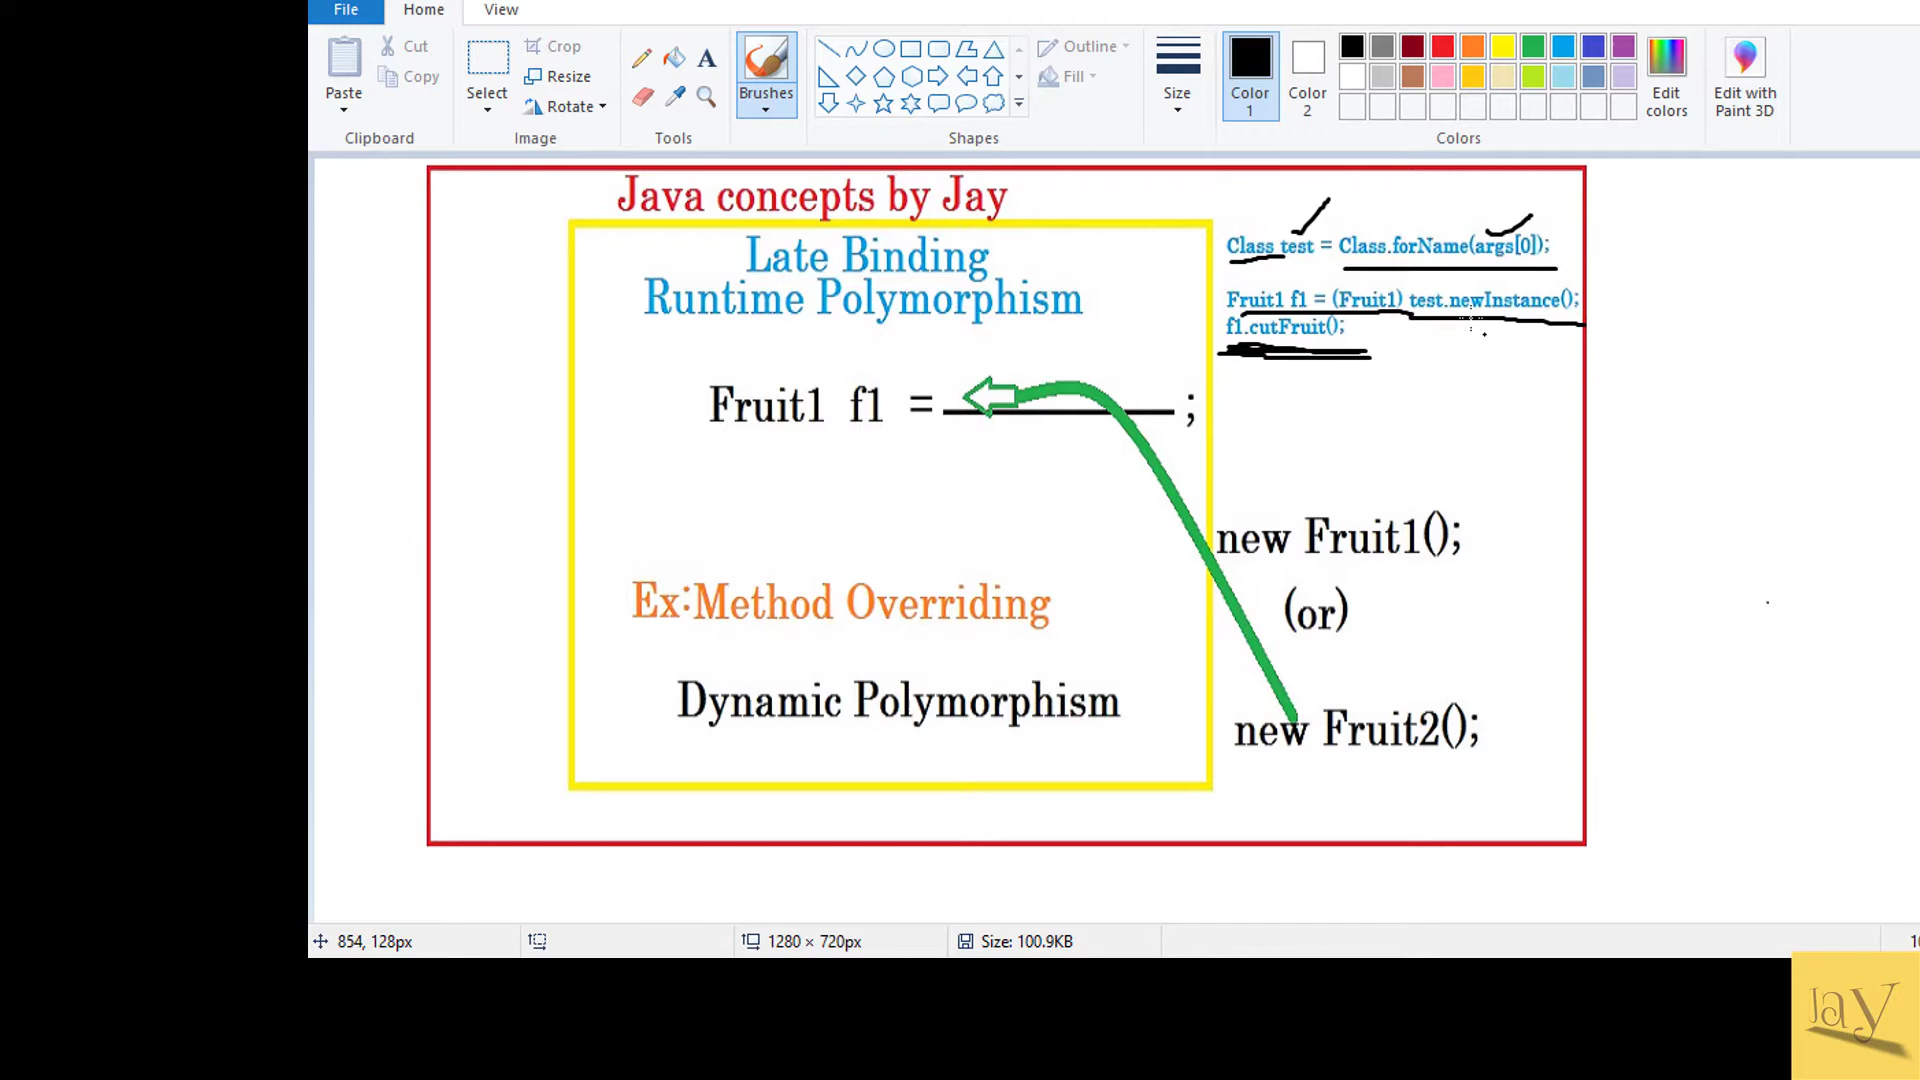 File Home View
Paste
Cut
Copy
Clipboard
Select
Crop
Resize
Rotate
Image
Tools
Brushes
Shapes
Outline
Fill
Size
Color 1
Color 2
Colors
Edit colors
Edit with Paint 3D
Java concepts by Jay
Late Binding
Runtime Polymorphism
Class test = Class.forName(args[0]);
Fruit1 f1 = (Fruit1) test.newInstance();
f1.cutFruit();
Fruit1 f1 = ;
new Fruit1();
(or)
new Fruit2();
Ex:Method Overriding
Dynamic Polymorphism
854, 128px
1280 × 720px
Size: 100.9KB
Jay